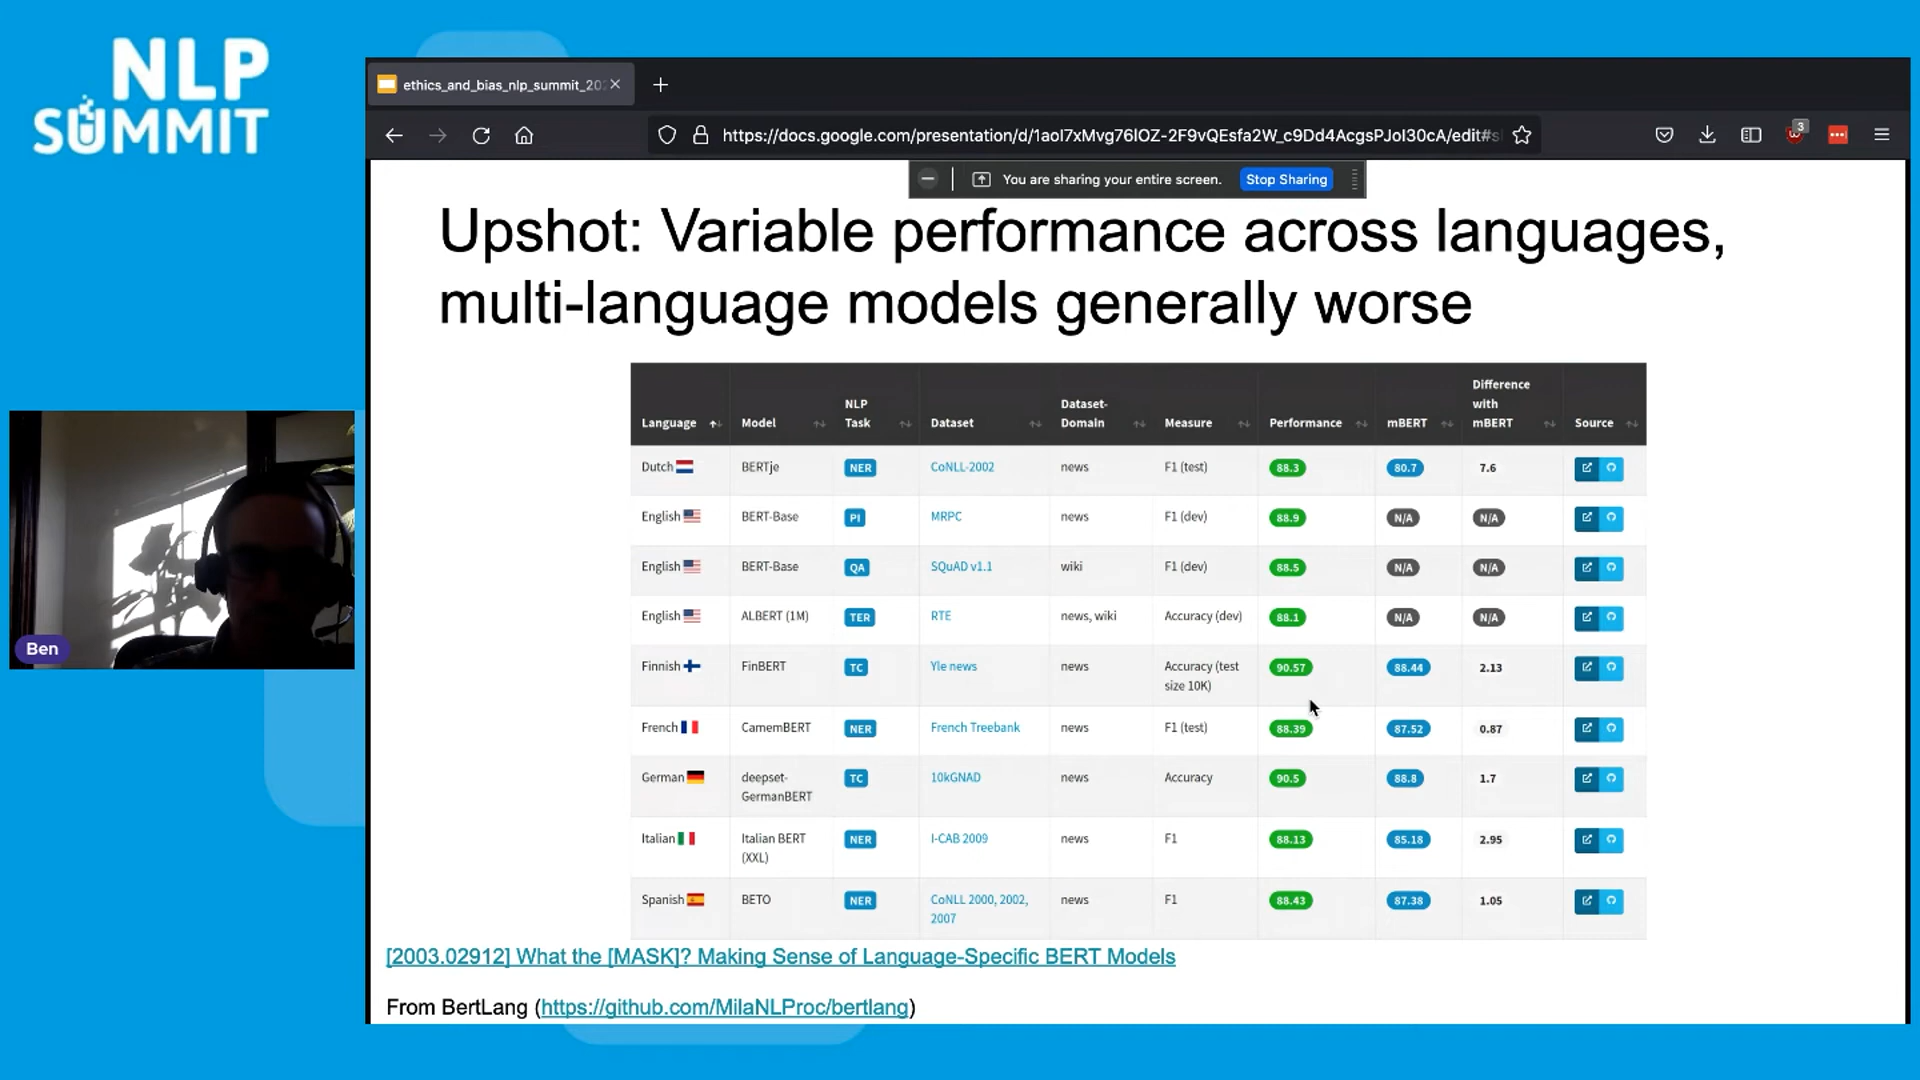 NLP
SUMMIT
ethics_and_bias_nlp_summit_20
https://docs.google.com/presentation/d/1aoI7xMvg76lOZ-2F9vQEsfa2W_c9Dd4AcgsPJoI30cA/edit#s
3
You are sharing your entire screen. Stop Sharing
Upshot: Variable performance across languages,
multi-language models generally worse
Language Model NLP Task Dataset Dataset-Domain Measure Performance mBERT Difference with mBERT Source
Dutch BERTje NER CoNLL-2002 news F1 (test) 88.3 80.7 7.6
English BERT-Base PI MRPC news F1 (dev) 88.9 N/A N/A
English BERT-Base QA SQuAD v1.1 wiki F1 (dev) 88.5 N/A N/A
English ALBERT (1M) TER RTE news, wiki Accuracy (dev) 88.1 N/A N/A
Finnish FinBERT TC Yle news news Accuracy (test size 10K) 90.57 88.44 2.13
French CamemBERT NER French Treebank news F1 (test) 88.39 87.52 0.87
German deepset-GermanBERT TC 10kGNAD news Accuracy 90.5 88.8 1.7
Italian Italian BERT (XXL) NER I-CAB 2009 news F1 88.13 85.18 2.95
Spanish BETO NER CoNLL 2000, 2002, 2007 news F1 88.43 87.38 1.05
Ben
[2003.02912] What the [MASK]? Making Sense of Language-Specific BERT Models
From BertLang (https://github.com/MilaNLProc/bertlang)